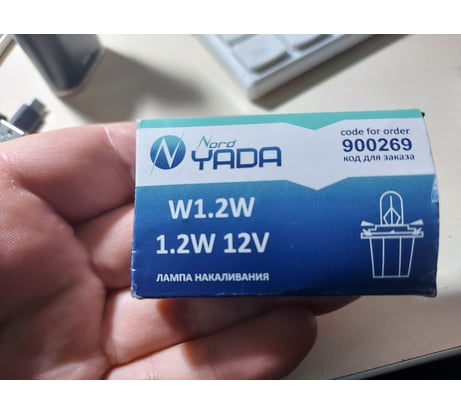 Nord
YADA
code for order
900269
код для заказа
W1.2W
1.2W 12V
ЛАМПА НАКАЛИВАНИЯ